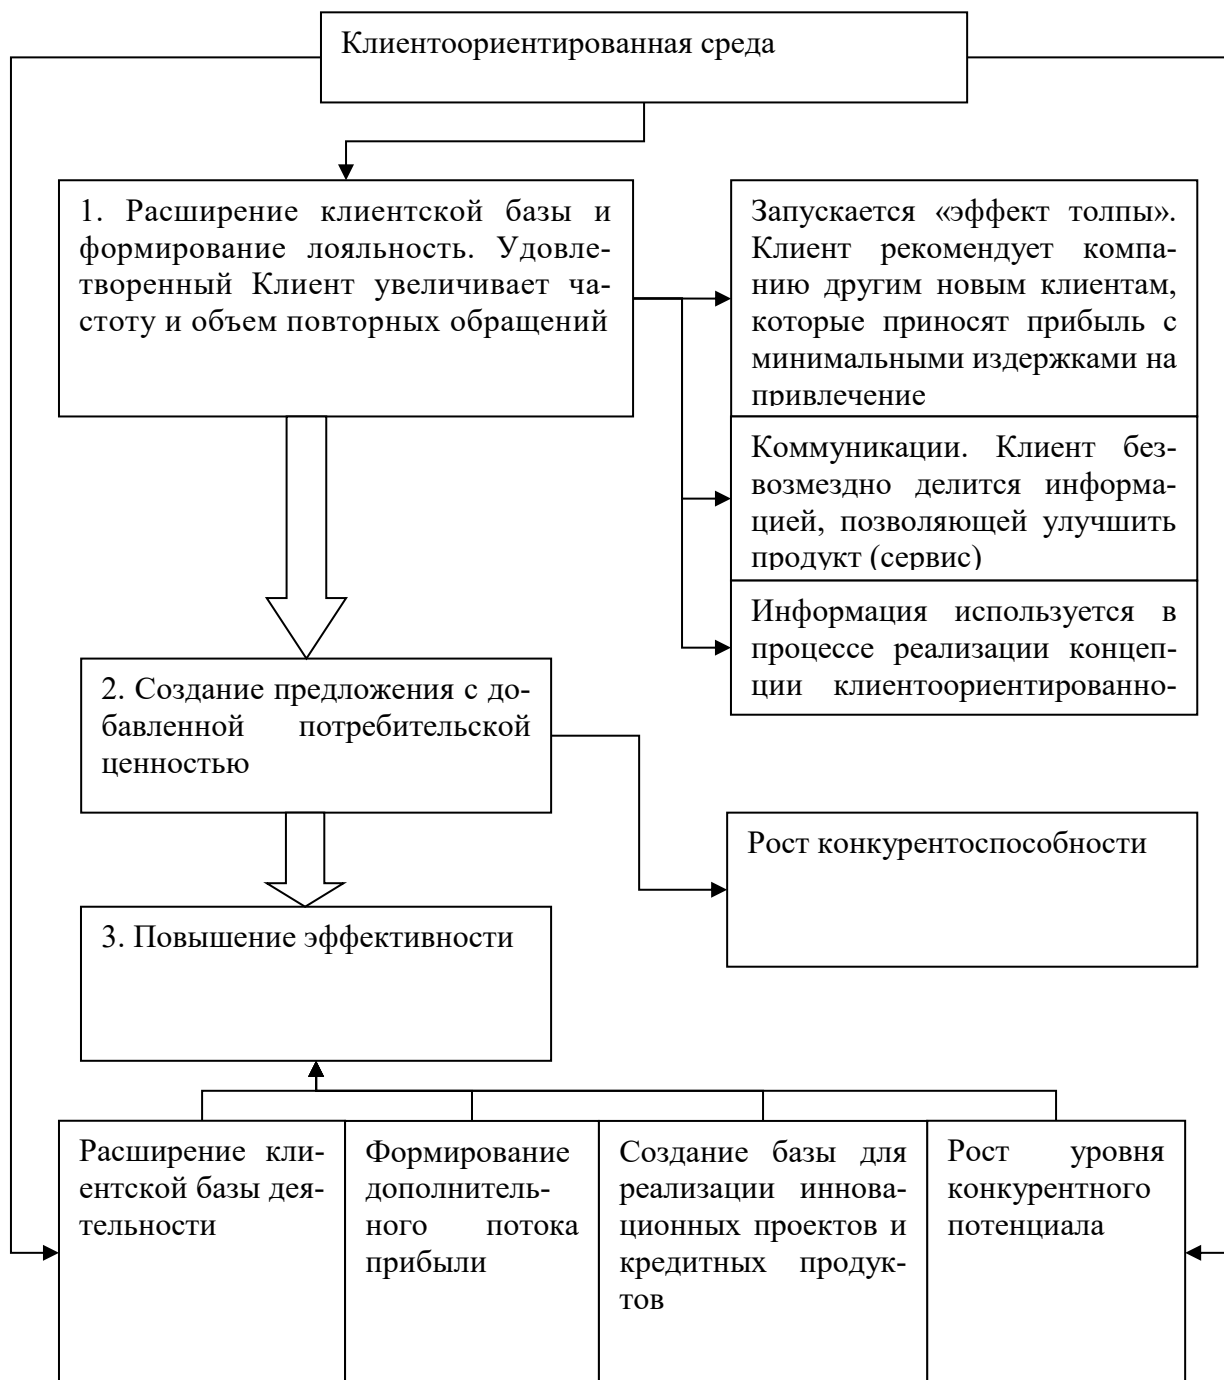 Клиентоориентированная среда
1. Расширение клиентской базы и
формирование лояльность. Удовле-
творенный Клиент увеличивает ча-
стоту и объем повторных обращений
Запускается «эффект толпы».
Клиент рекомендует компа-
нию другим новым клиентам,
которые приносят прибыль с
минимальными издержками на
привлечение
Коммуникации. Клиент без-
возмездно делится информа-
цией, позволяющей улучшить
продукт (сервис)
Информация используется в
процессе реализации концеп-
ции клиентоориентированно-
2. Создание предложения с до-
бавленной потребительской
ценностью
Рост конкурентоспособности
3. Повышение эффективности
Расширение кли-
ентской базы дея-
тельности
Формирование
дополнитель-
ного потока
прибыли
Создание базы для
реализации иннова-
ционных проектов и
кредитных продук-
тов
Рост уровня
конкурентного
потенциала